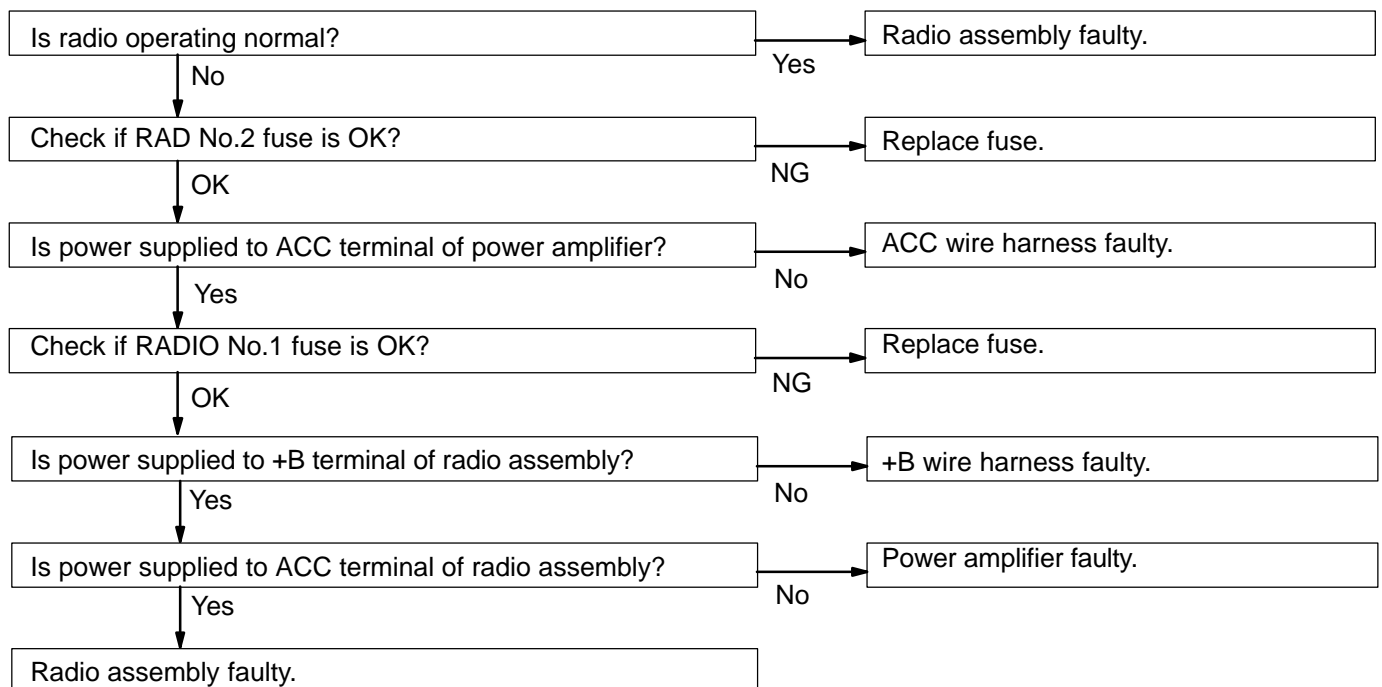 Is radio operating normal?
Radio assembly faulty.
Yes
No
Check if RAD No.2 fuse is OK?
Replace fuse.
NG
OK
Is power supplied to ACC terminal of power amplifier?
ACC wire harness faulty.
No
Yes
Check if RADIO No.1 fuse is OK?
Replace fuse.
NG
OK
Is power supplied to +B terminal of radio assembly?
+B wire harness faulty.
No
Yes
Is power supplied to ACC terminal of radio assembly?
Power amplifier faulty.
No
Yes
Radio assembly faulty.